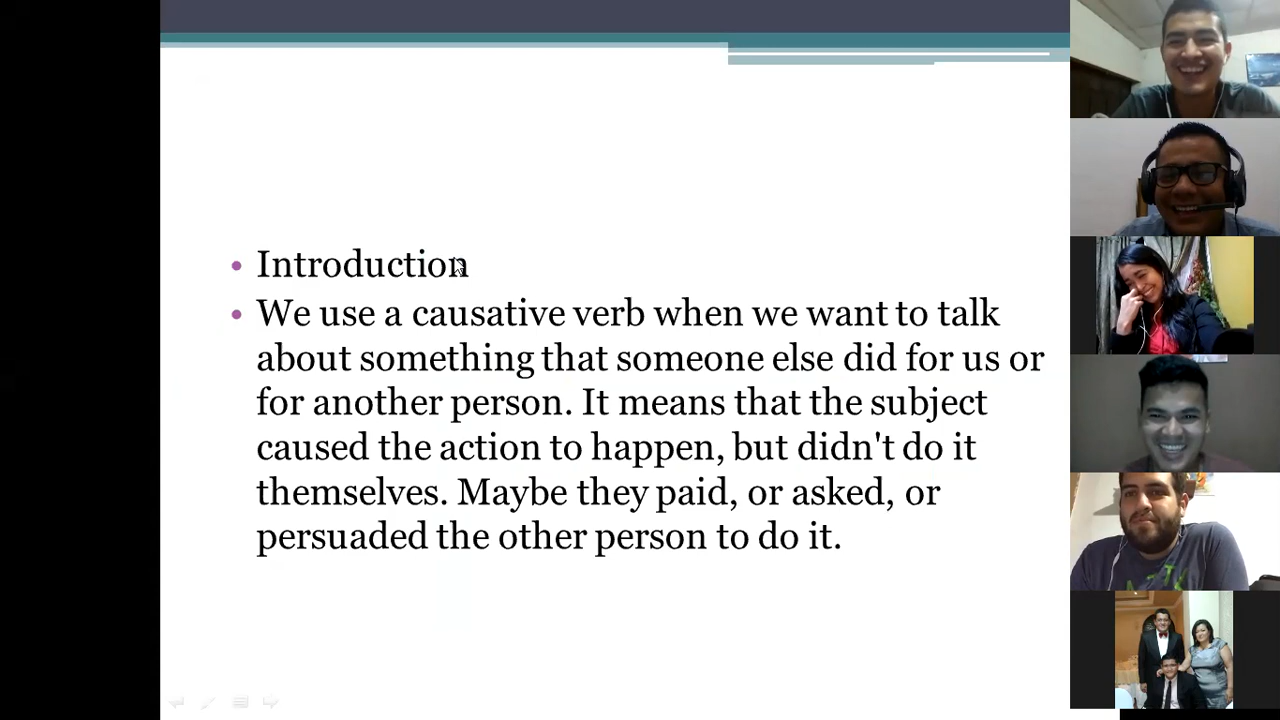 Introduction
We use a causative verb when we want to talk
about something that someone else did for us or
for another person. It means that the subject
caused the action to happen, but didn't do it
themselves. Maybe they paid, or asked, or
persuaded the other person to do it.